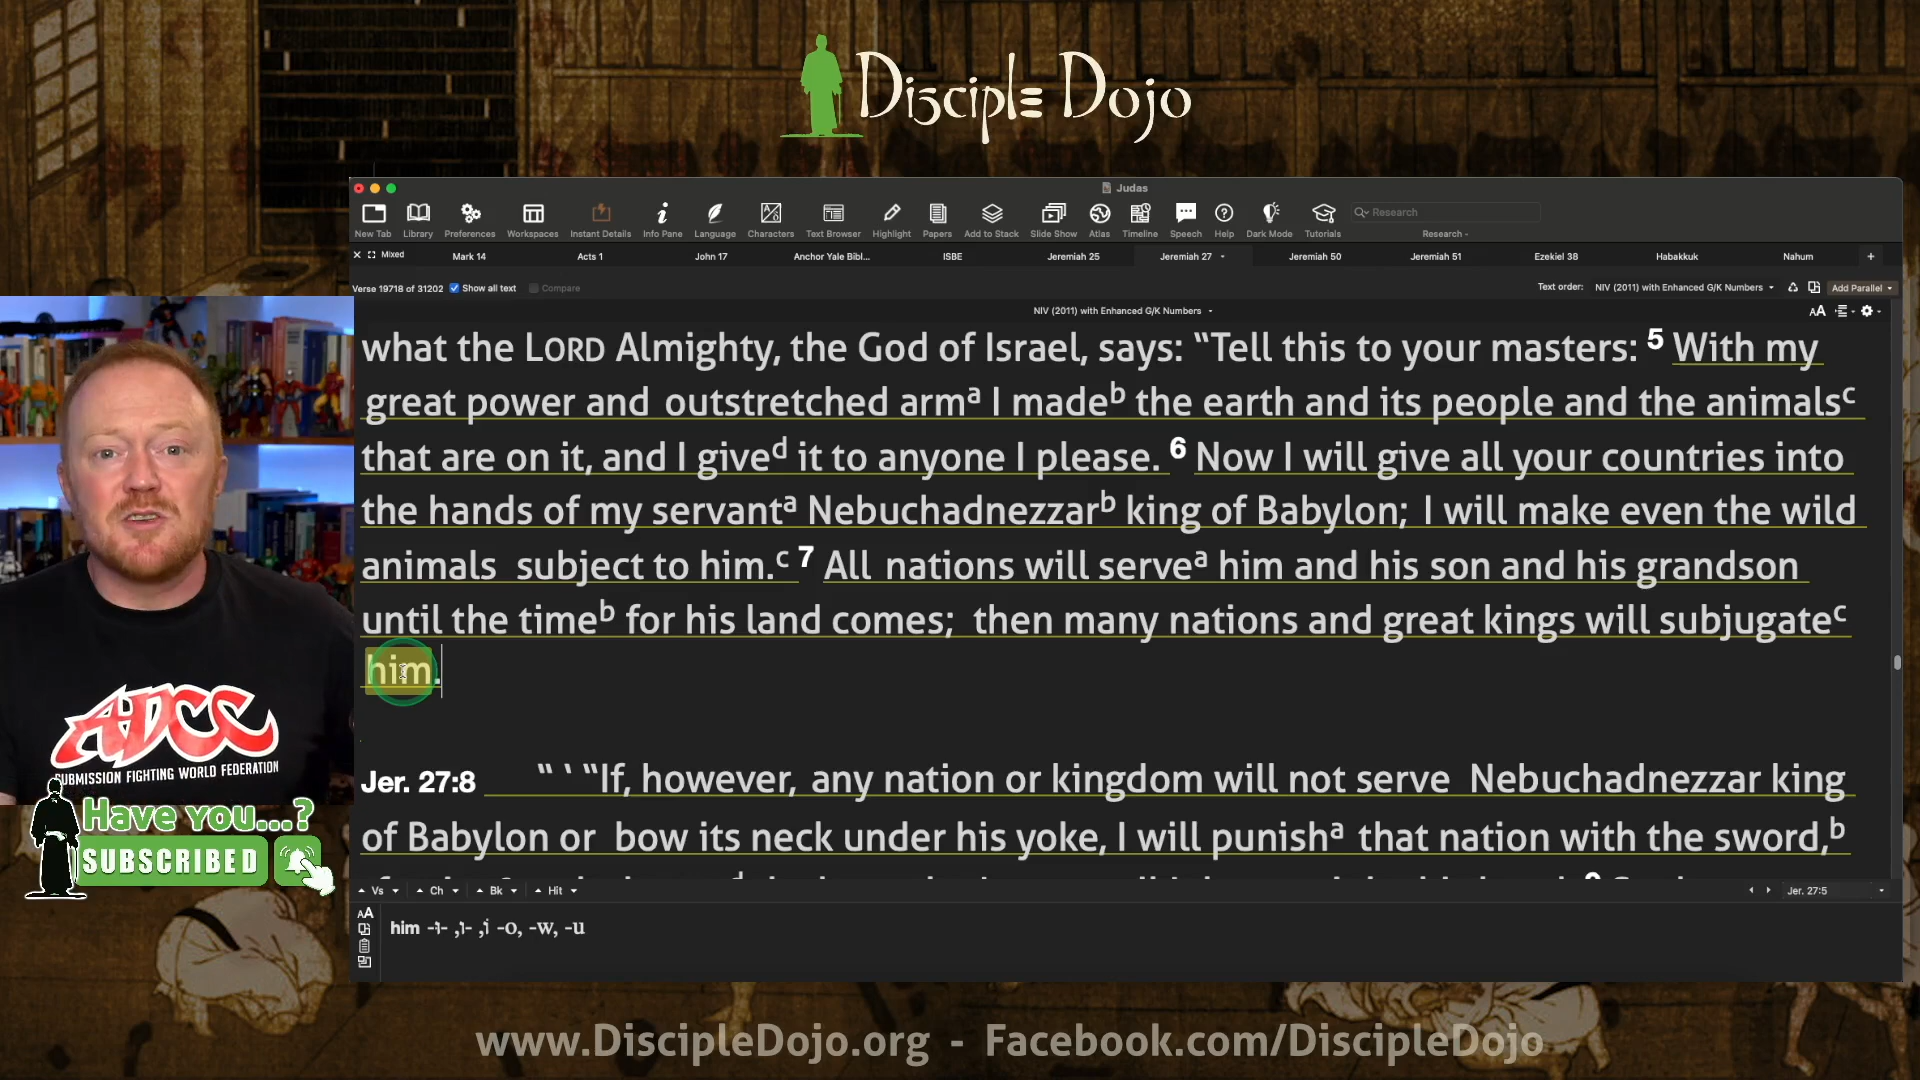 Disciple Dojo
Judas
New Tab Library Preferences Workspaces Instant Details Info Pane Language Characters Text Browser Highlight Papers Add to Stack Slide Show Atlas Timeline Speech Help Dark Mode Tutorials Research
Research -
Mixed Mark 14 Acts 1 John 17 Anchor Yale Bibl... ISBE Jeremiah 25 Jeremiah 27 Jeremiah 50 Jeremiah 51 Ezekiel 38 Habakkuk Nahum +
Verse 19718 of 31202 Show all text Compare Text order: NIV (2011) with Enhanced G/K Numbers Add Parallel
NIV (2011) with Enhanced G/K Numbers AA
what the LORD Almighty, the God of Israel, says: “Tell this to your masters: 5 With my
great power and outstretched arma I madeb the earth and its people and the animalsc
that are on it, and I gived it to anyone I please. 6 Now I will give all your countries into
the hands of my servanta Nebuchadnezzarb king of Babylon; I will make even the wild
animals subject to him.c 7 All nations will servea him and his son and his grandson
until the timeb for his land comes; then many nations and great kings will subjugatec
him.
Jer. 27:8 “ ‘ “If, however, any nation or kingdom will not serve Nebuchadnezzar king
of Babylon or bow its neck under his yoke, I will punisha that nation with the sword,b
Vs Ch Bk Hit Jer. 27:5
AA
him -ו- ,ו- ,וֹ -o, -w, -u
ADCC
SUBMISSION FIGHTING WORLD FEDERATION
Have you...?
SUBSCRIBED
www.DiscipleDojo.org - Facebook.com/DiscipleDojo